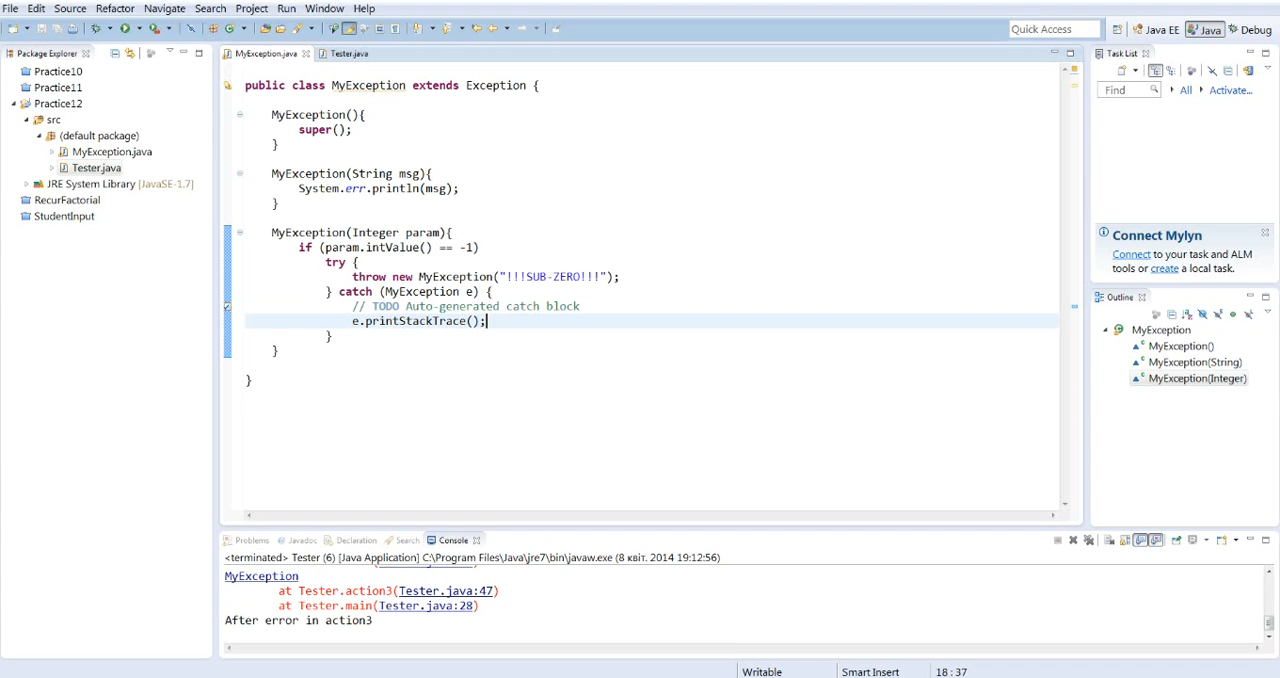 File Edit Source Refactor Navigate Search Project Run Window Help
Quick Access
Java EE
Java
Debug
Package Explorer
Practice10
Practice11
Practice12
src
(default package)
MyException.java
Tester.java
JRE System Library [JavaSE-1.7]
RecurFactorial
StudentInput
MyException.java
Tester.java
public class MyException extends Exception {
MyException(){
super();
}
MyException(String msg){
System.err.println(msg);
}
MyException(Integer param){
if (param.intValue() == -1)
try {
throw new MyException("!!!SUB-ZERO!!!");
} catch (MyException e) {
// TODO Auto-generated catch block
e.printStackTrace();
}
}
}
Task List
Find
All
Activate...
Connect Mylyn
Connect to your task and ALM
tools or create a local task.
Outline
MyException
MyException()
MyException(String)
MyException(Integer)
Problems
Javadoc
Declaration
Search
Console
<terminated> Tester (6) [Java Application] C:\Program Files\Java\jre7\bin\javaw.exe (8 квіт. 2014 19:12:56)
MyException
at Tester.action3(Tester.java:47)
at Tester.main(Tester.java:28)
After error in action3
Writable
Smart Insert
18 : 37